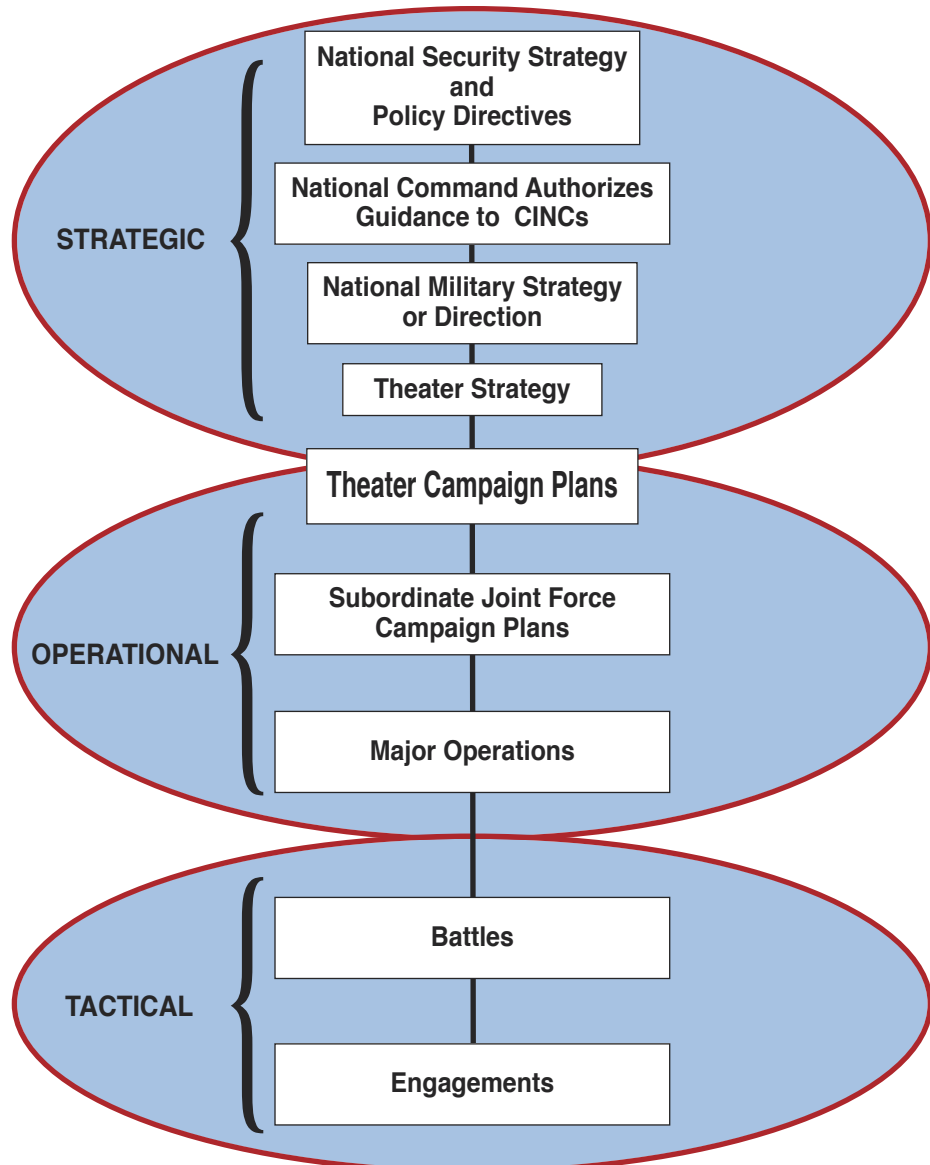 National Security Strategy
and
Policy Directives
National Command Authorizes
Guidance to CINCs
STRATEGIC
National Military Strategy
or Direction
Theater Strategy
Theater Campaign Plans
Subordinate Joint Force
Campaign Plans
OPERATIONAL
Major Operations
Battles
TACTICAL
Engagements